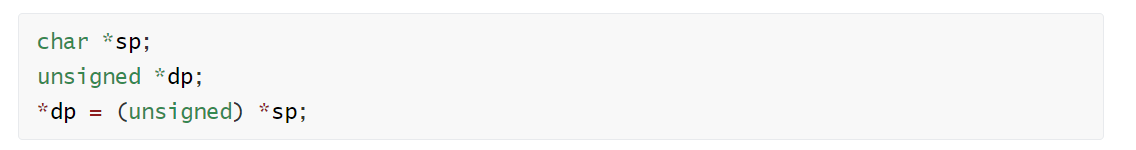 char *sp;
unsigned *dp;
*dp = (unsigned) *sp;